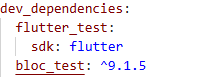 dev_dependencies:
  flutter_test:
    sdk: flutter
  bloc_test: ^9.1.5